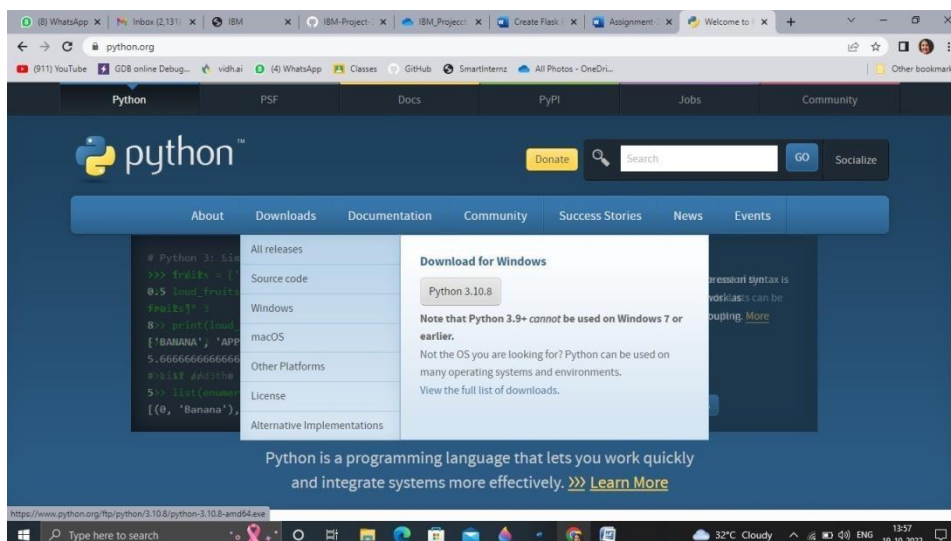 (8) WhatsApp
Inbox (2,131)
IBM
IBM-Project-
IBM_Project
Create Flask
Assignment-
Welcome to
python.org
(911) YouTube
GDB online Debug...
vidh.ai
(4) WhatsApp
Classes
GitHub
SmartInternz
All Photos - OneDri...
Other bookmark
Python
PSF
Docs
PyPI
Jobs
Community
python™
Donate
Search
GO
Socialize
About
Downloads
Documentation
Community
Success Stories
News
Events
# Python 3: Sim
>>> fruits = ['
loud_fruits
>> print(loud_
['BANANA', 'APP
5.6666666666666
>> list(enumer
[(0, 'Banana'),
All releases
Source code
Windows
macOS
Other Platforms
License
Alternative Implementations
Download for Windows
Python 3.10.8
Note that Python 3.9+ cannot be used on Windows 7 or
earlier.
Not the OS you are looking for? Python can be used on
many operating systems and environments.
View the full list of downloads.
syntax is
can be
More
Python is a programming language that lets you work quickly
and integrate systems more effectively. >>> Learn More
https://www.python.org/ftp/python/3.10.8/python-3.10.8-amd64.exe
Type here to search
32°C Cloudy
ENG
13:57
19-10-2022